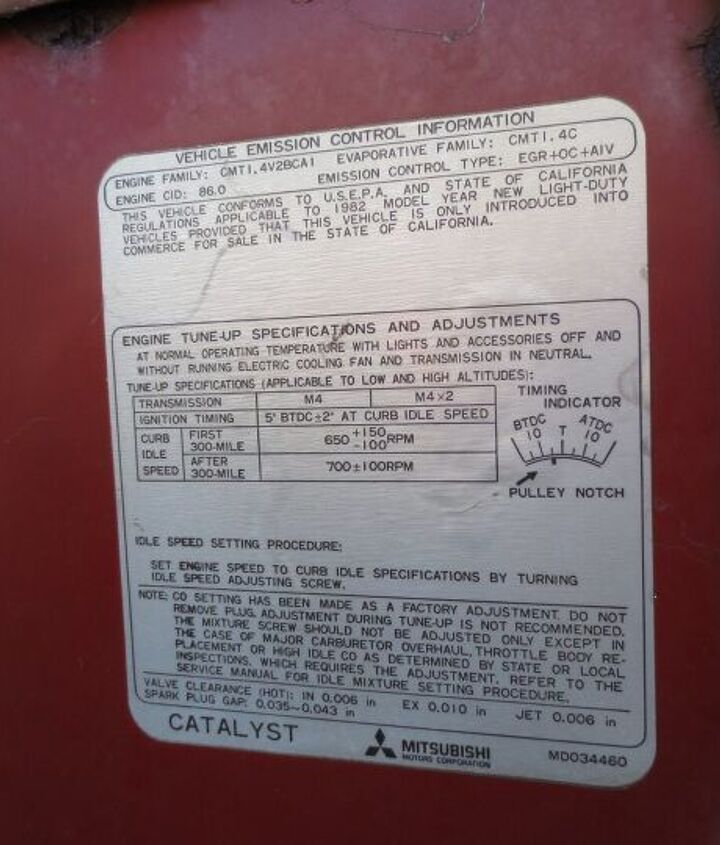 VEHICLE EMISSION CONTROL INFORMATION
ENGINE FAMILY: CMT1.4V2BCA1 EVAPORATIVE FAMILY: CMT1.4C
ENGINE CID: 86.0 EMISSION CONTROL TYPE: EGR+OC+AIV
THIS VEHICLE CONFORMS TO U.S.E.P.A. AND STATE OF CALIFORNIA
REGULATIONS APPLICABLE TO 1982 MODEL YEAR NEW LIGHT-DUTY
VEHICLES PROVIDED THAT THIS VEHICLE IS ONLY INTRODUCED INTO
COMMERCE FOR SALE IN THE STATE OF CALIFORNIA.
ENGINE TUNE-UP SPECIFICATIONS AND ADJUSTMENTS
AT NORMAL OPERATING TEMPERATURE WITH LIGHTS AND ACCESSORIES OFF AND
WITHOUT RUNNING ELECTRIC COOLING FAN AND TRANSMISSION IN NEUTRAL.
TUNE-UP SPECIFICATIONS (APPLICABLE TO LOW AND HIGH ALTITUDES):
TRANSMISSION M4 M4×2
IGNITION TIMING 5° BTDC±2° AT CURB IDLE SPEED
CURB IDLE SPEED
FIRST 300-MILE 650 +150 -100 RPM
AFTER 300-MILE 700±100RPM
TIMING
INDICATOR
BTDC ATDC
10 T 10
PULLEY NOTCH
IDLE SPEED SETTING PROCEDURE:
SET ENGINE SPEED TO CURB IDLE SPECIFICATIONS BY TURNING
IDLE SPEED ADJUSTING SCREW.
NOTE: CO SETTING HAS BEEN MADE AS A FACTORY ADJUSTMENT. DO NOT
REMOVE PLUG. ADJUSTMENT DURING TUNE-UP IS NOT RECOMMENDED.
THE MIXTURE SCREW SHOULD NOT BE ADJUSTED ONLY EXCEPT IN
THE CASE OF MAJOR CARBURETOR OVERHAUL, THROTTLE BODY RE-
PLACEMENT OR HIGH IDLE CO AS DETERMINED BY STATE OR LOCAL
INSPECTIONS, WHICH REQUIRES THE ADJUSTMENT. REFER TO THE
SERVICE MANUAL FOR IDLE MIXTURE SETTING PROCEDURE.
VALVE CLEARANCE (HOT): IN 0.006 in EX 0.010 in JET 0.006 in
SPARK PLUG GAP: 0.035~0.043 in
CATALYST
MITSUBISHI
MOTORS CORPORATION
MD034460